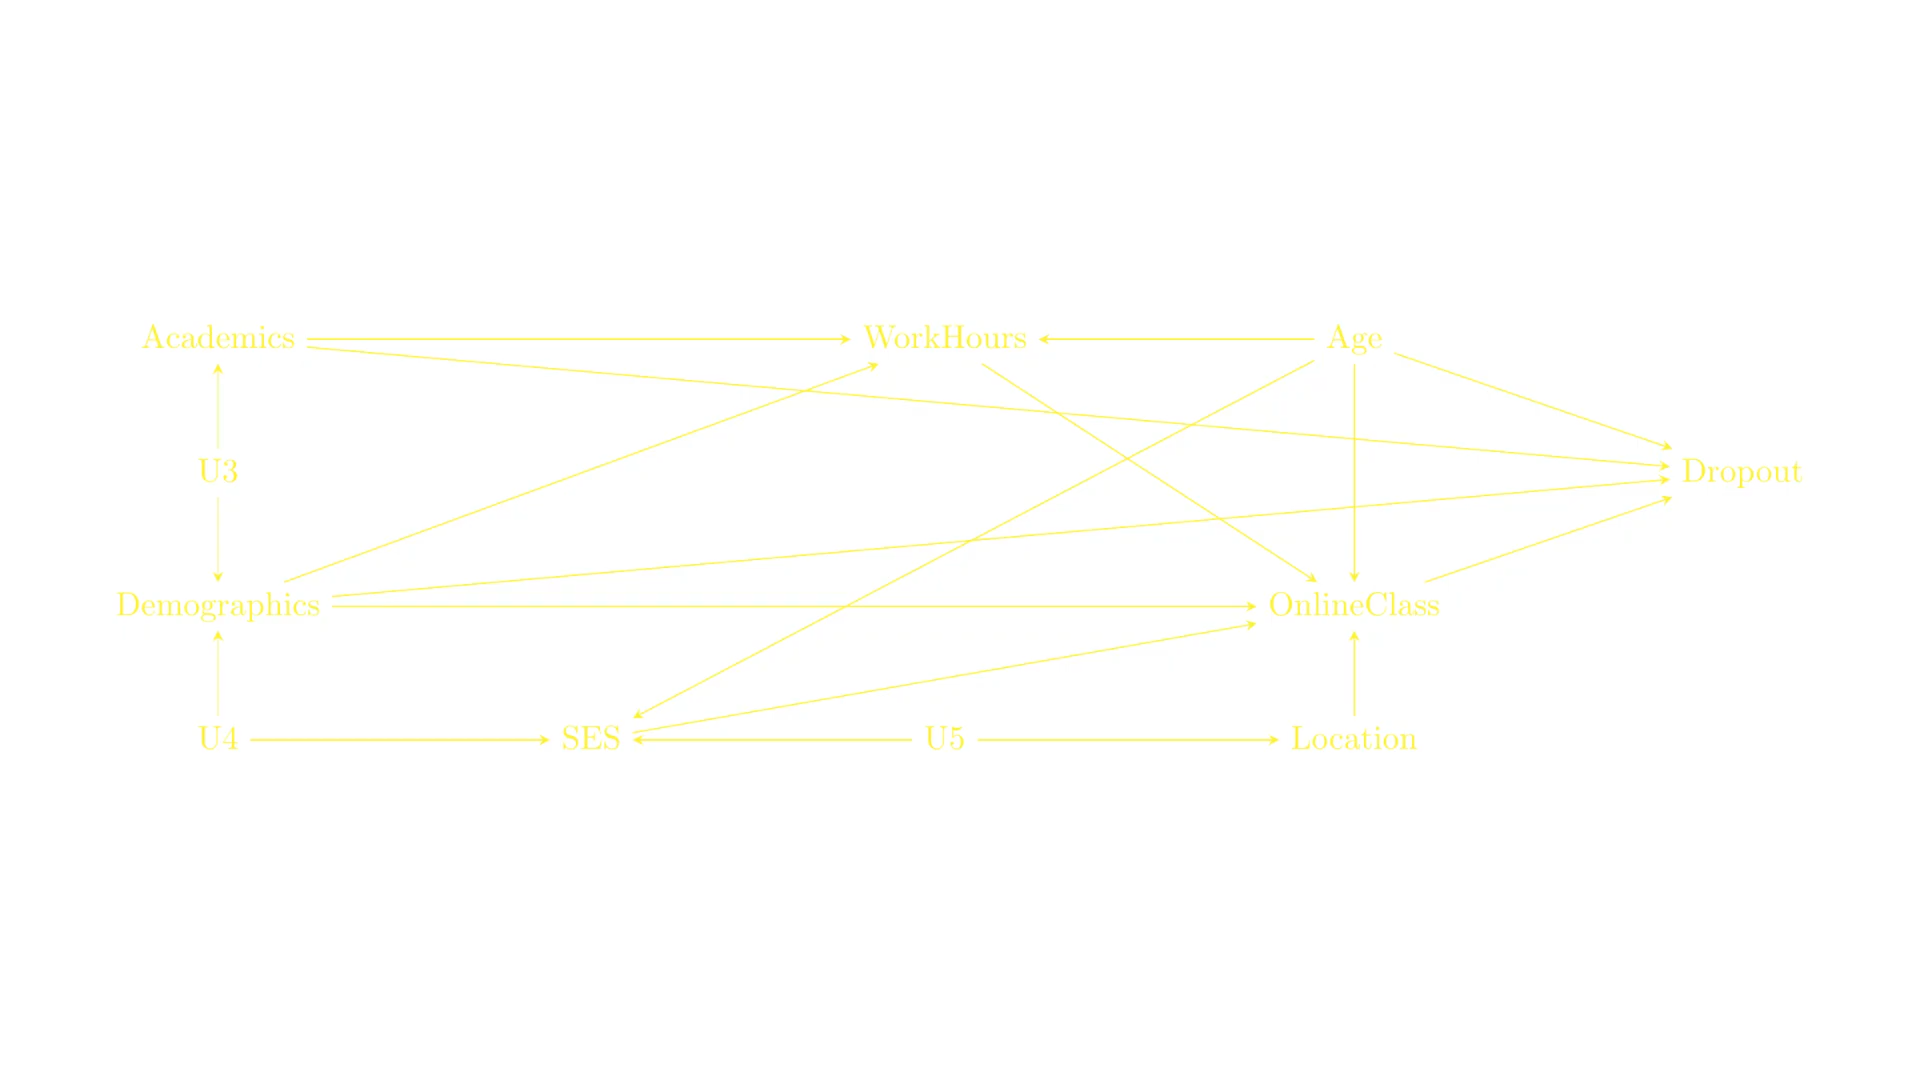 Academics
WorkHours
Age
U3
Dropout
Demographics
OnlineClass
U4
SES
U5
Location